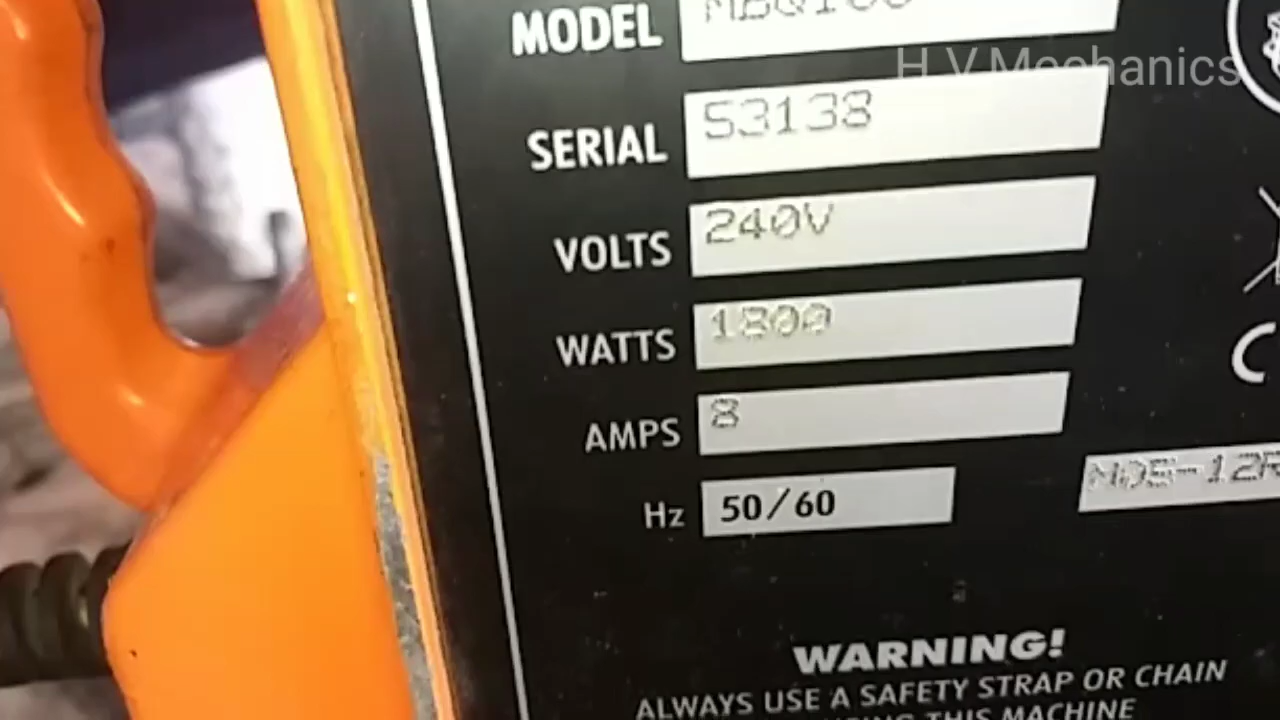 MODEL
H V Mechanics
SERIAL 53138
VOLTS 240V
WATTS 1800
AMPS 8
Hz 50/60
WARNING!
ALWAYS USE A SAFETY STRAP OR CHAIN
THIS MACHINE